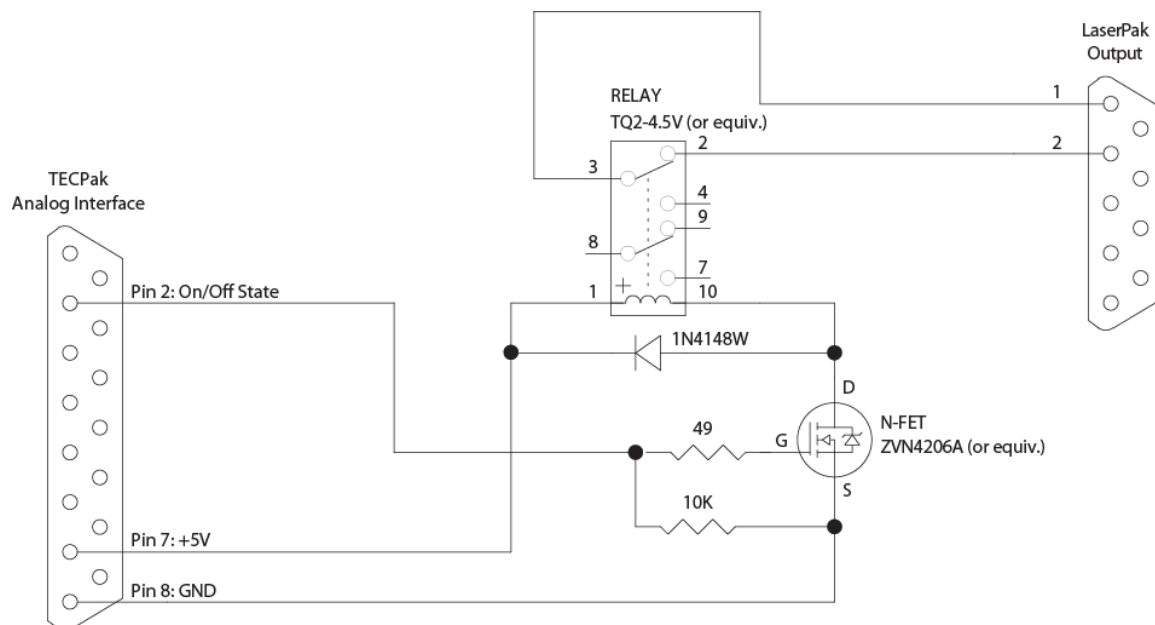 LaserPak
Output
1
RELAY
TQ2-4.5V (or equiv.)
2
2
3
TECPak
Analog Interface
4
9
8
7
+
Pin 2: On/Off State
1
10
1N4148W
D
N-FET
49
G
ZVN4206A (or equiv.)
S
10K
Pin 7: +5V
Pin 8: GND